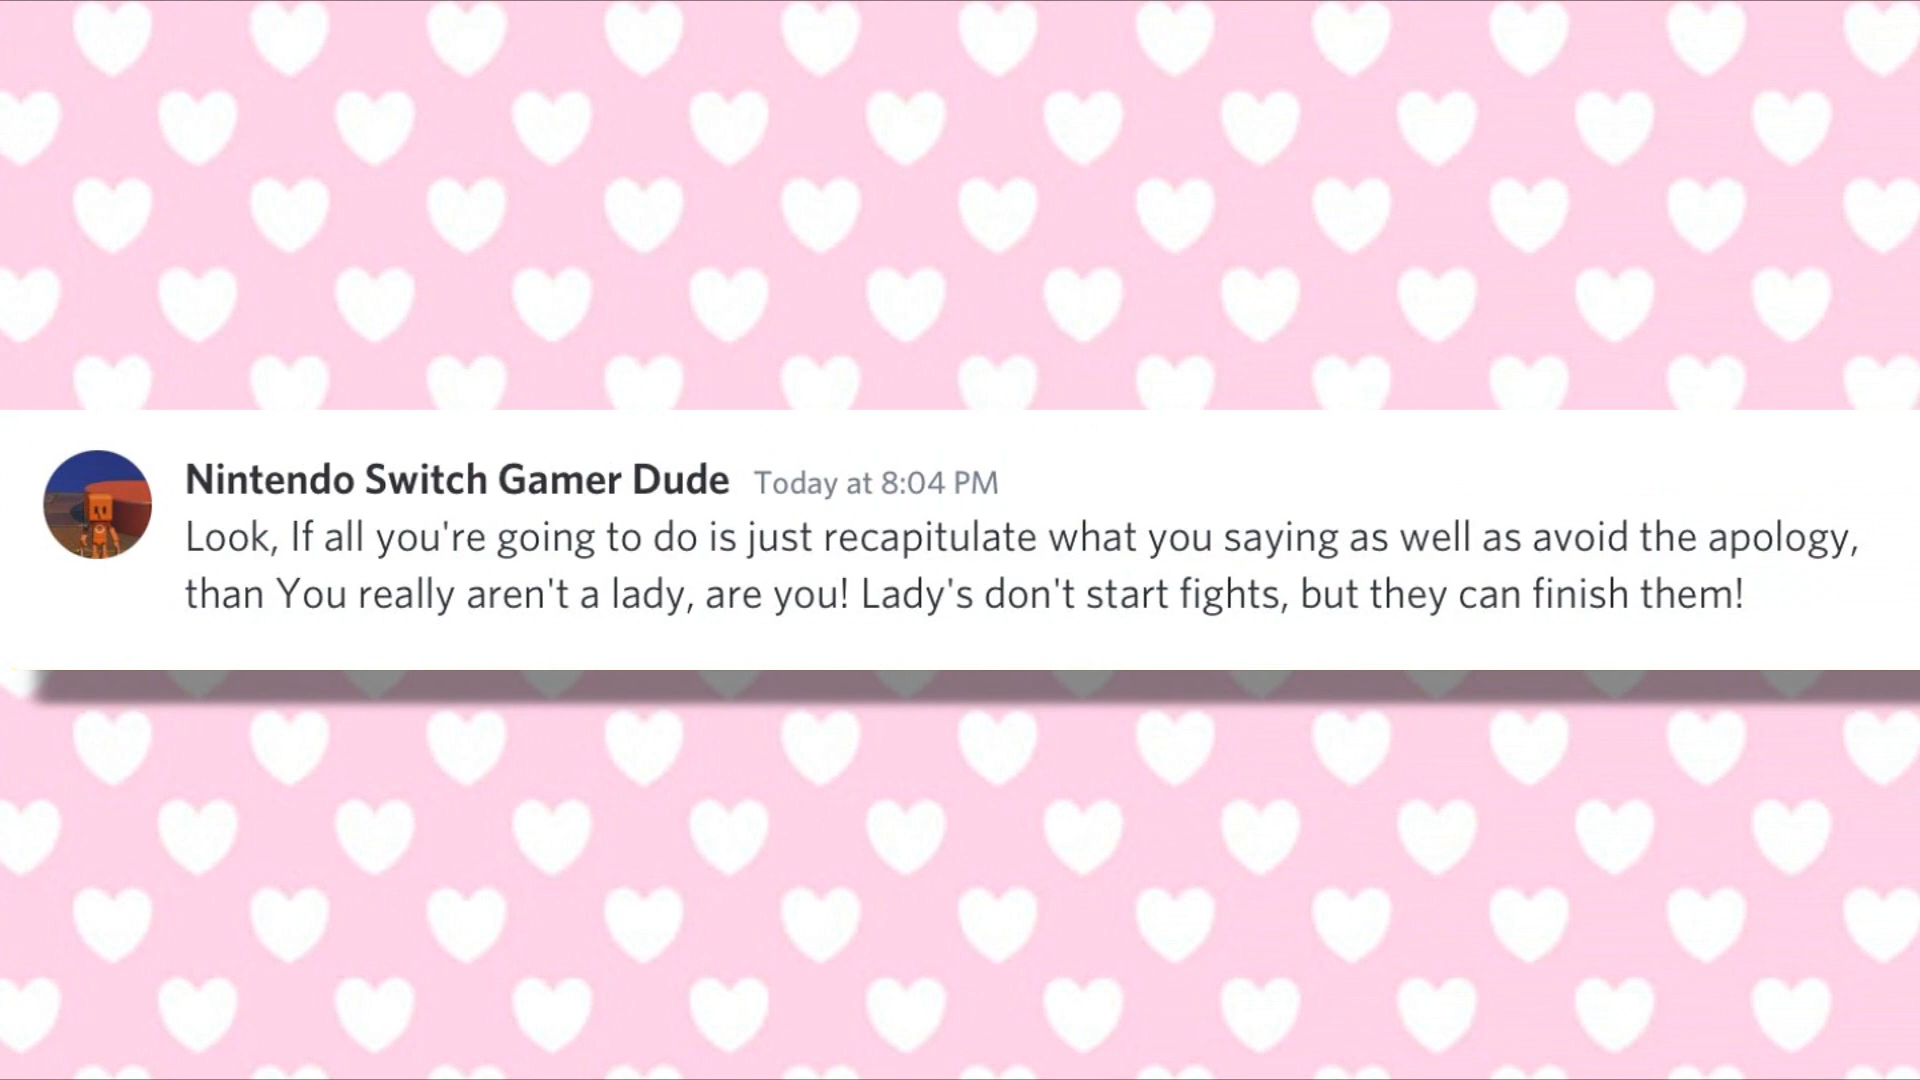 Nintendo Switch Gamer Dude Today at 8:04 PM
Look, If all you're going to do is just recapitulate what you saying as well as avoid the apology,
than You really aren't a lady, are you! Lady's don't start fights, but they can finish them!